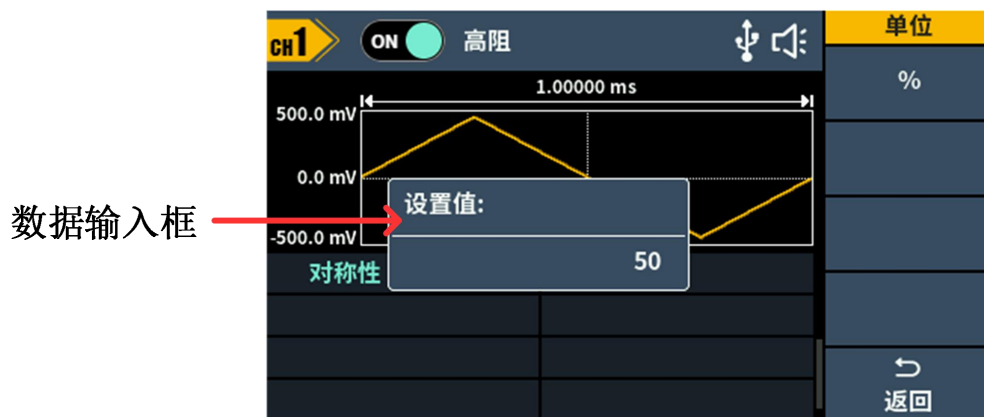 CH1 ON 高阻
单位
%
1.00000 ms
500.0 mV
0.0 mV
设置值:
数据输入框
-500.0 mV
50
对称性
返回